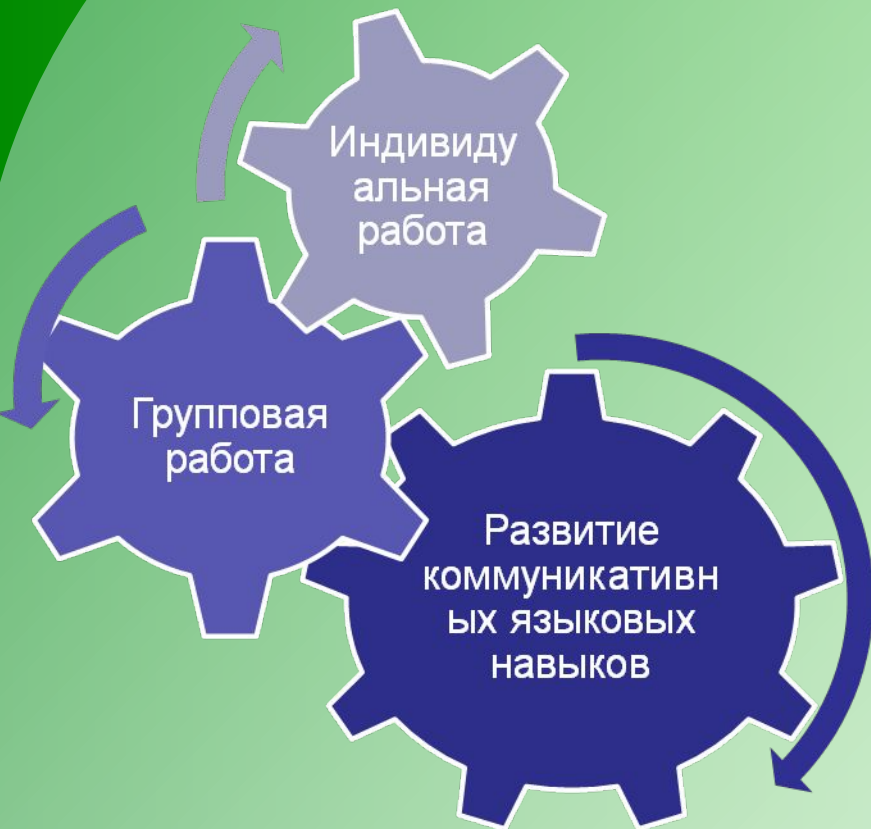 Индивиду
альная
работа
Групповая
работа
Развитие
коммуникативн
ых языковых
навыков